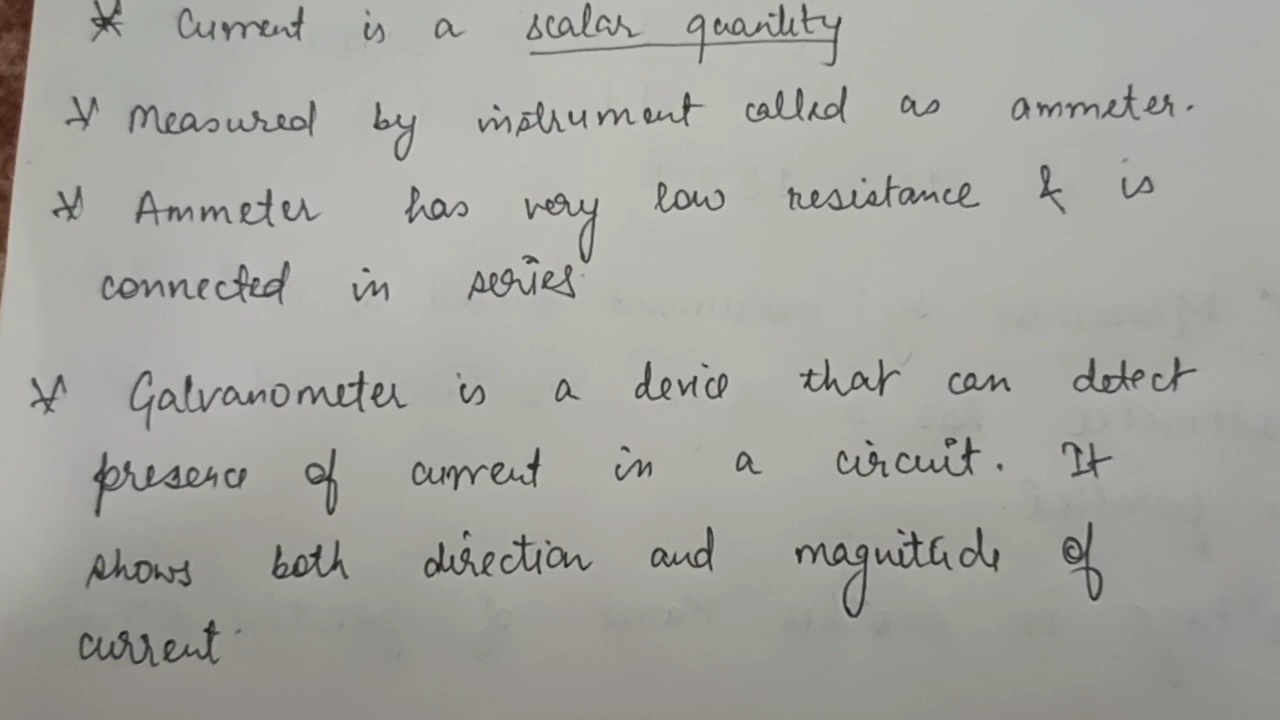 * Current is a scalar quantity
* Measured by instrument called as ammeter.
* Ammeter has very low resistance & is
connected in series.
* Galvanometer is a device that can detect
presence of current in a circuit. It
shows both direction and magnitude of
current.